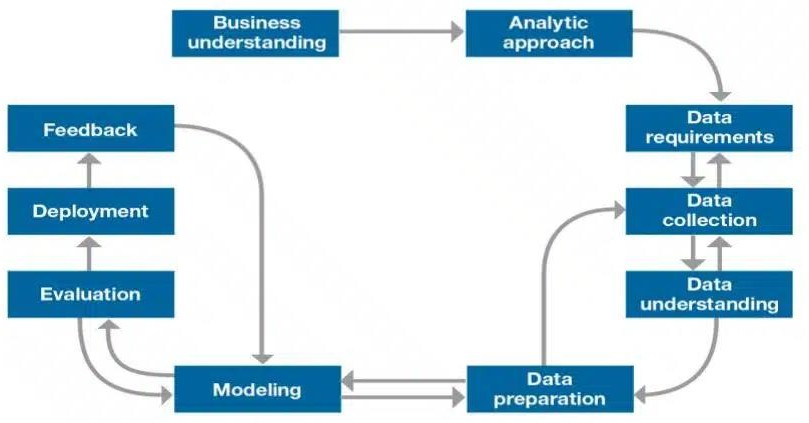 Business
understanding
Analytic
approach
Feedback
Data
requirements
Deployment
Data
collection
Evaluation
Data
understanding
Modeling
Data
preparation